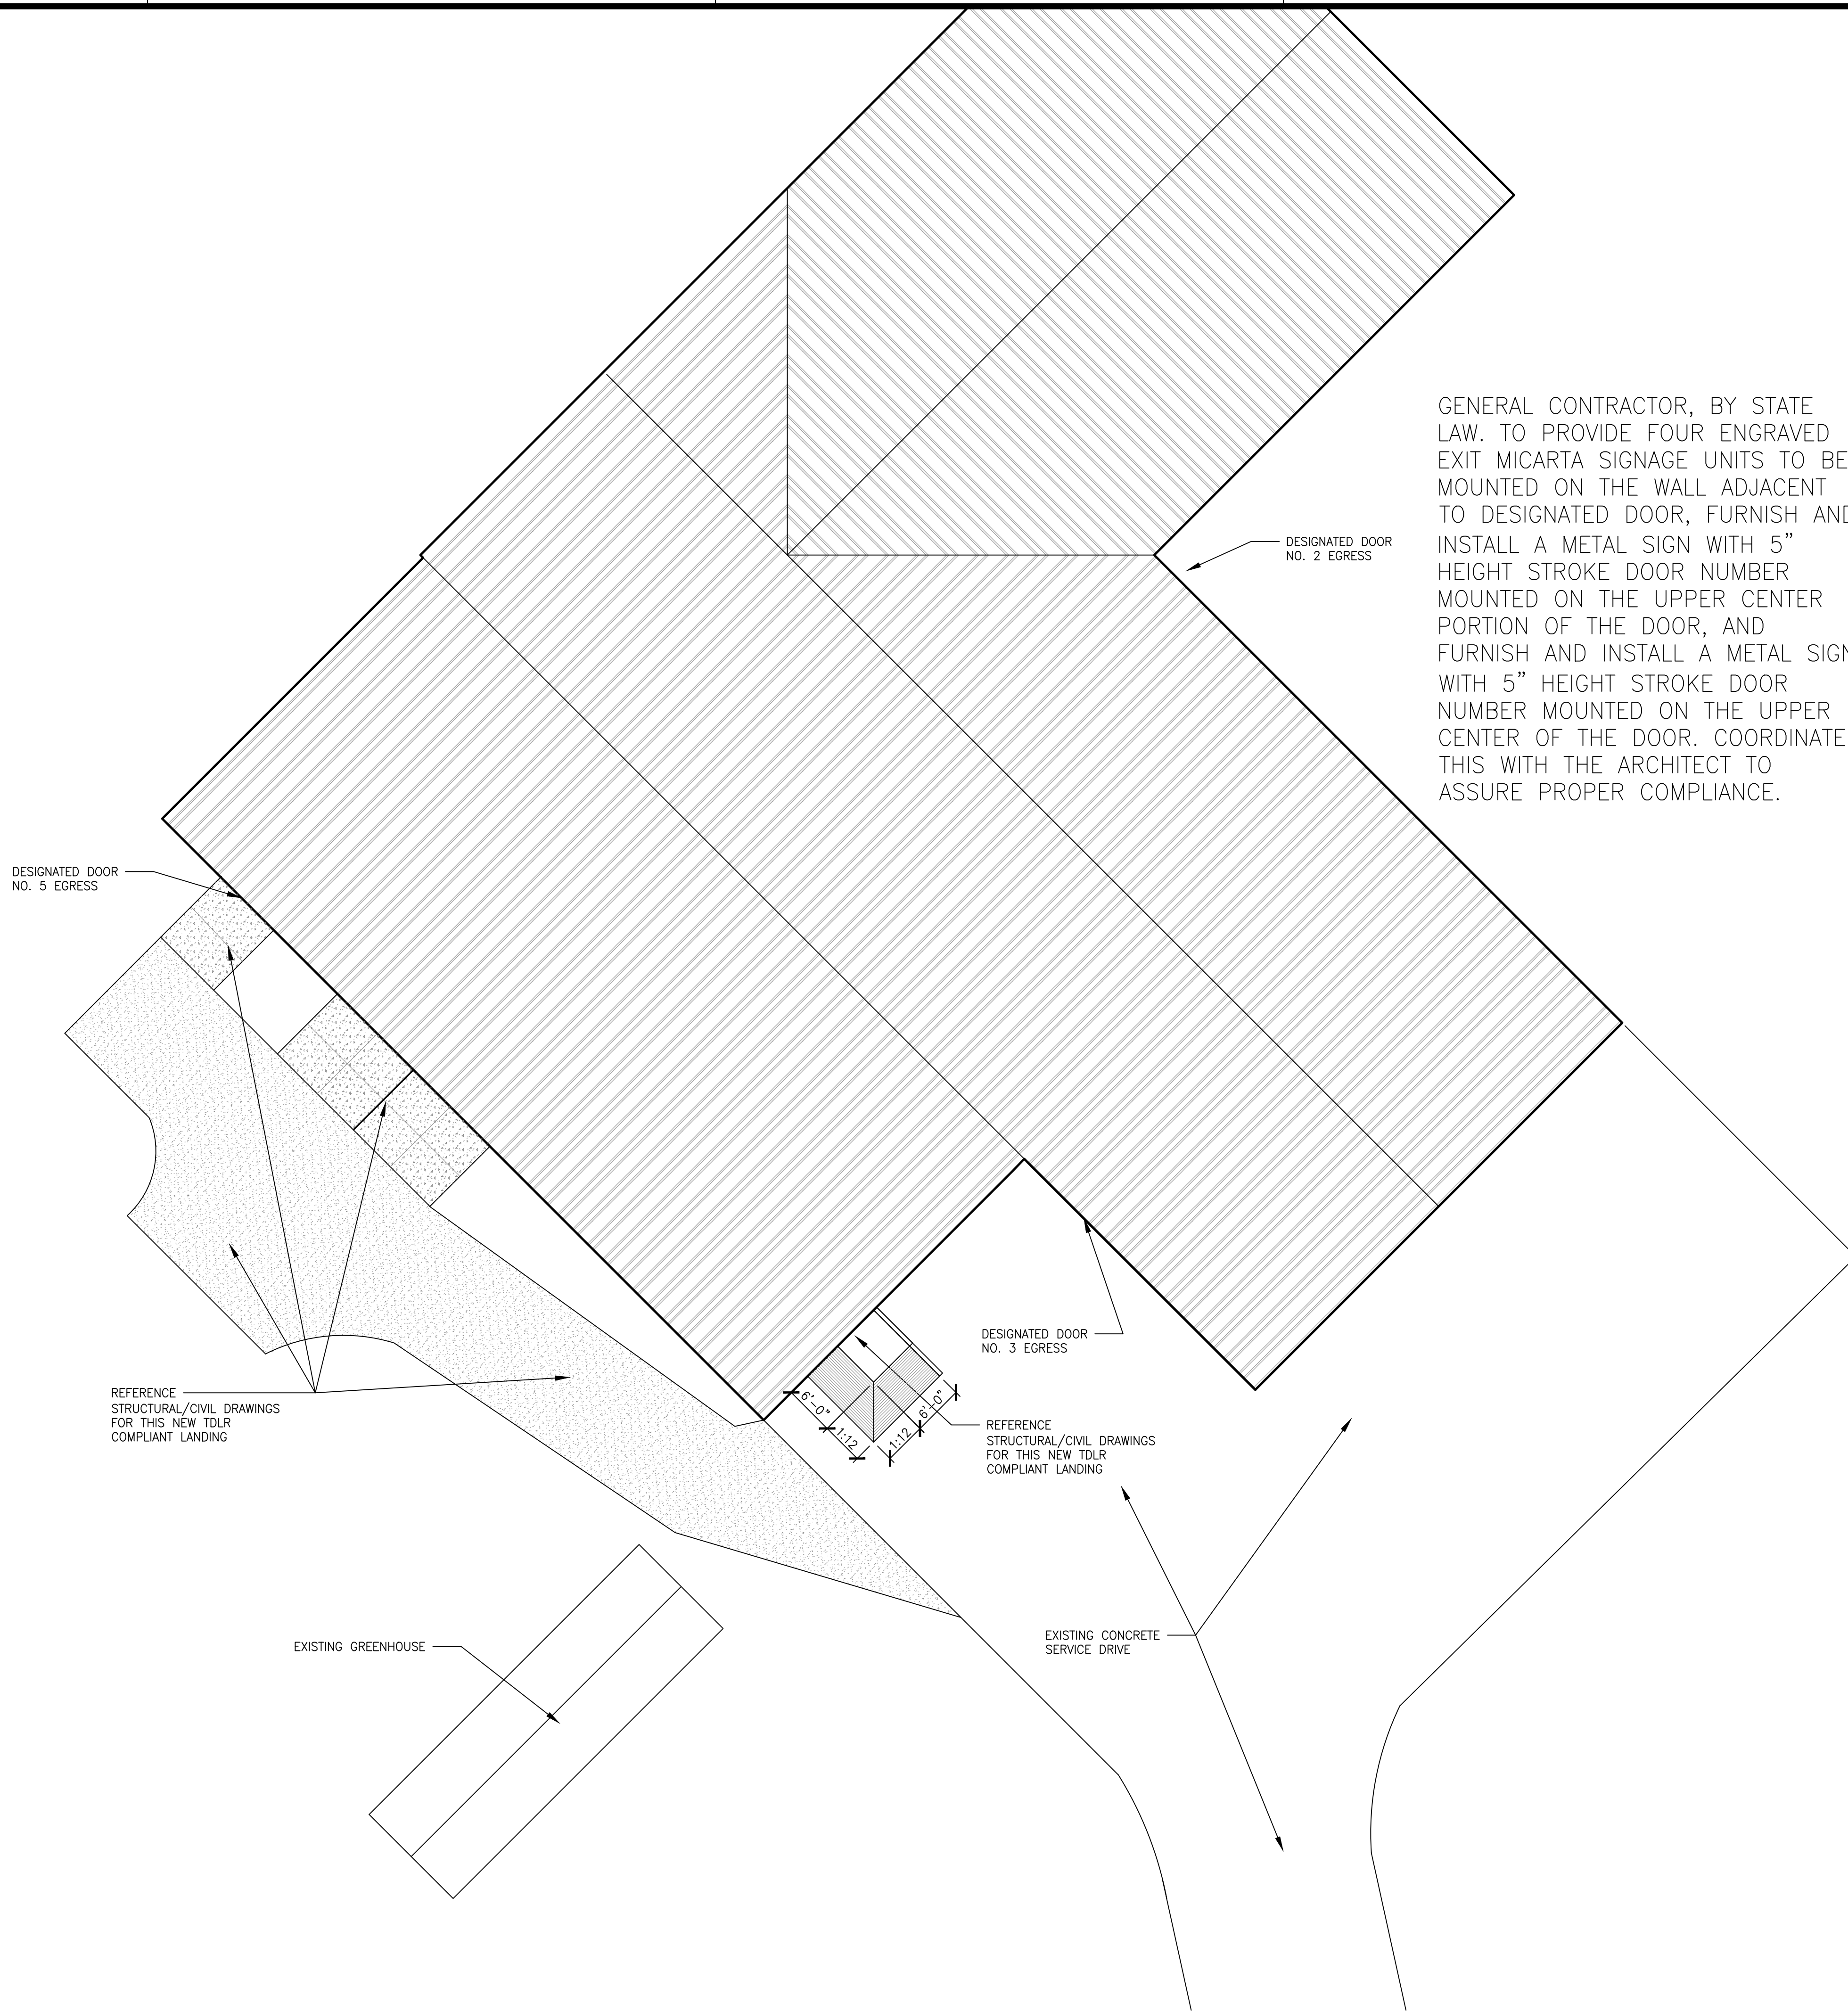 GENERAL CONTRACTOR, BY STATE
LAW. TO PROVIDE FOUR ENGRAVED
EXIT MICARTA SIGNAGE UNITS TO BE
MOUNTED ON THE WALL ADJACENT
TO DESIGNATED DOOR, FURNISH AND
INSTALL A METAL SIGN WITH 5”
HEIGHT STROKE DOOR NUMBER
MOUNTED ON THE UPPER CENTER
PORTION OF THE DOOR, AND
FURNISH AND INSTALL A METAL SIGN
WITH 5” HEIGHT STROKE DOOR
NUMBER MOUNTED ON THE UPPER
CENTER OF THE DOOR. COORDINATE
THIS WITH THE ARCHITECT TO
ASSURE PROPER COMPLIANCE.
DESIGNATED DOOR
NO. 2 EGRESS
DESIGNATED DOOR
NO. 5 EGRESS
DESIGNATED DOOR
NO. 3 EGRESS
REFERENCE
STRUCTURAL/CIVIL DRAWINGS
FOR THIS NEW TDLR
COMPLIANT LANDING
6'-0"
1:12
1:12
6'-0"
REFERENCE
STRUCTURAL/CIVIL DRAWINGS
FOR THIS NEW TDLR
COMPLIANT LANDING
EXISTING GREENHOUSE
EXISTING CONCRETE
SERVICE DRIVE